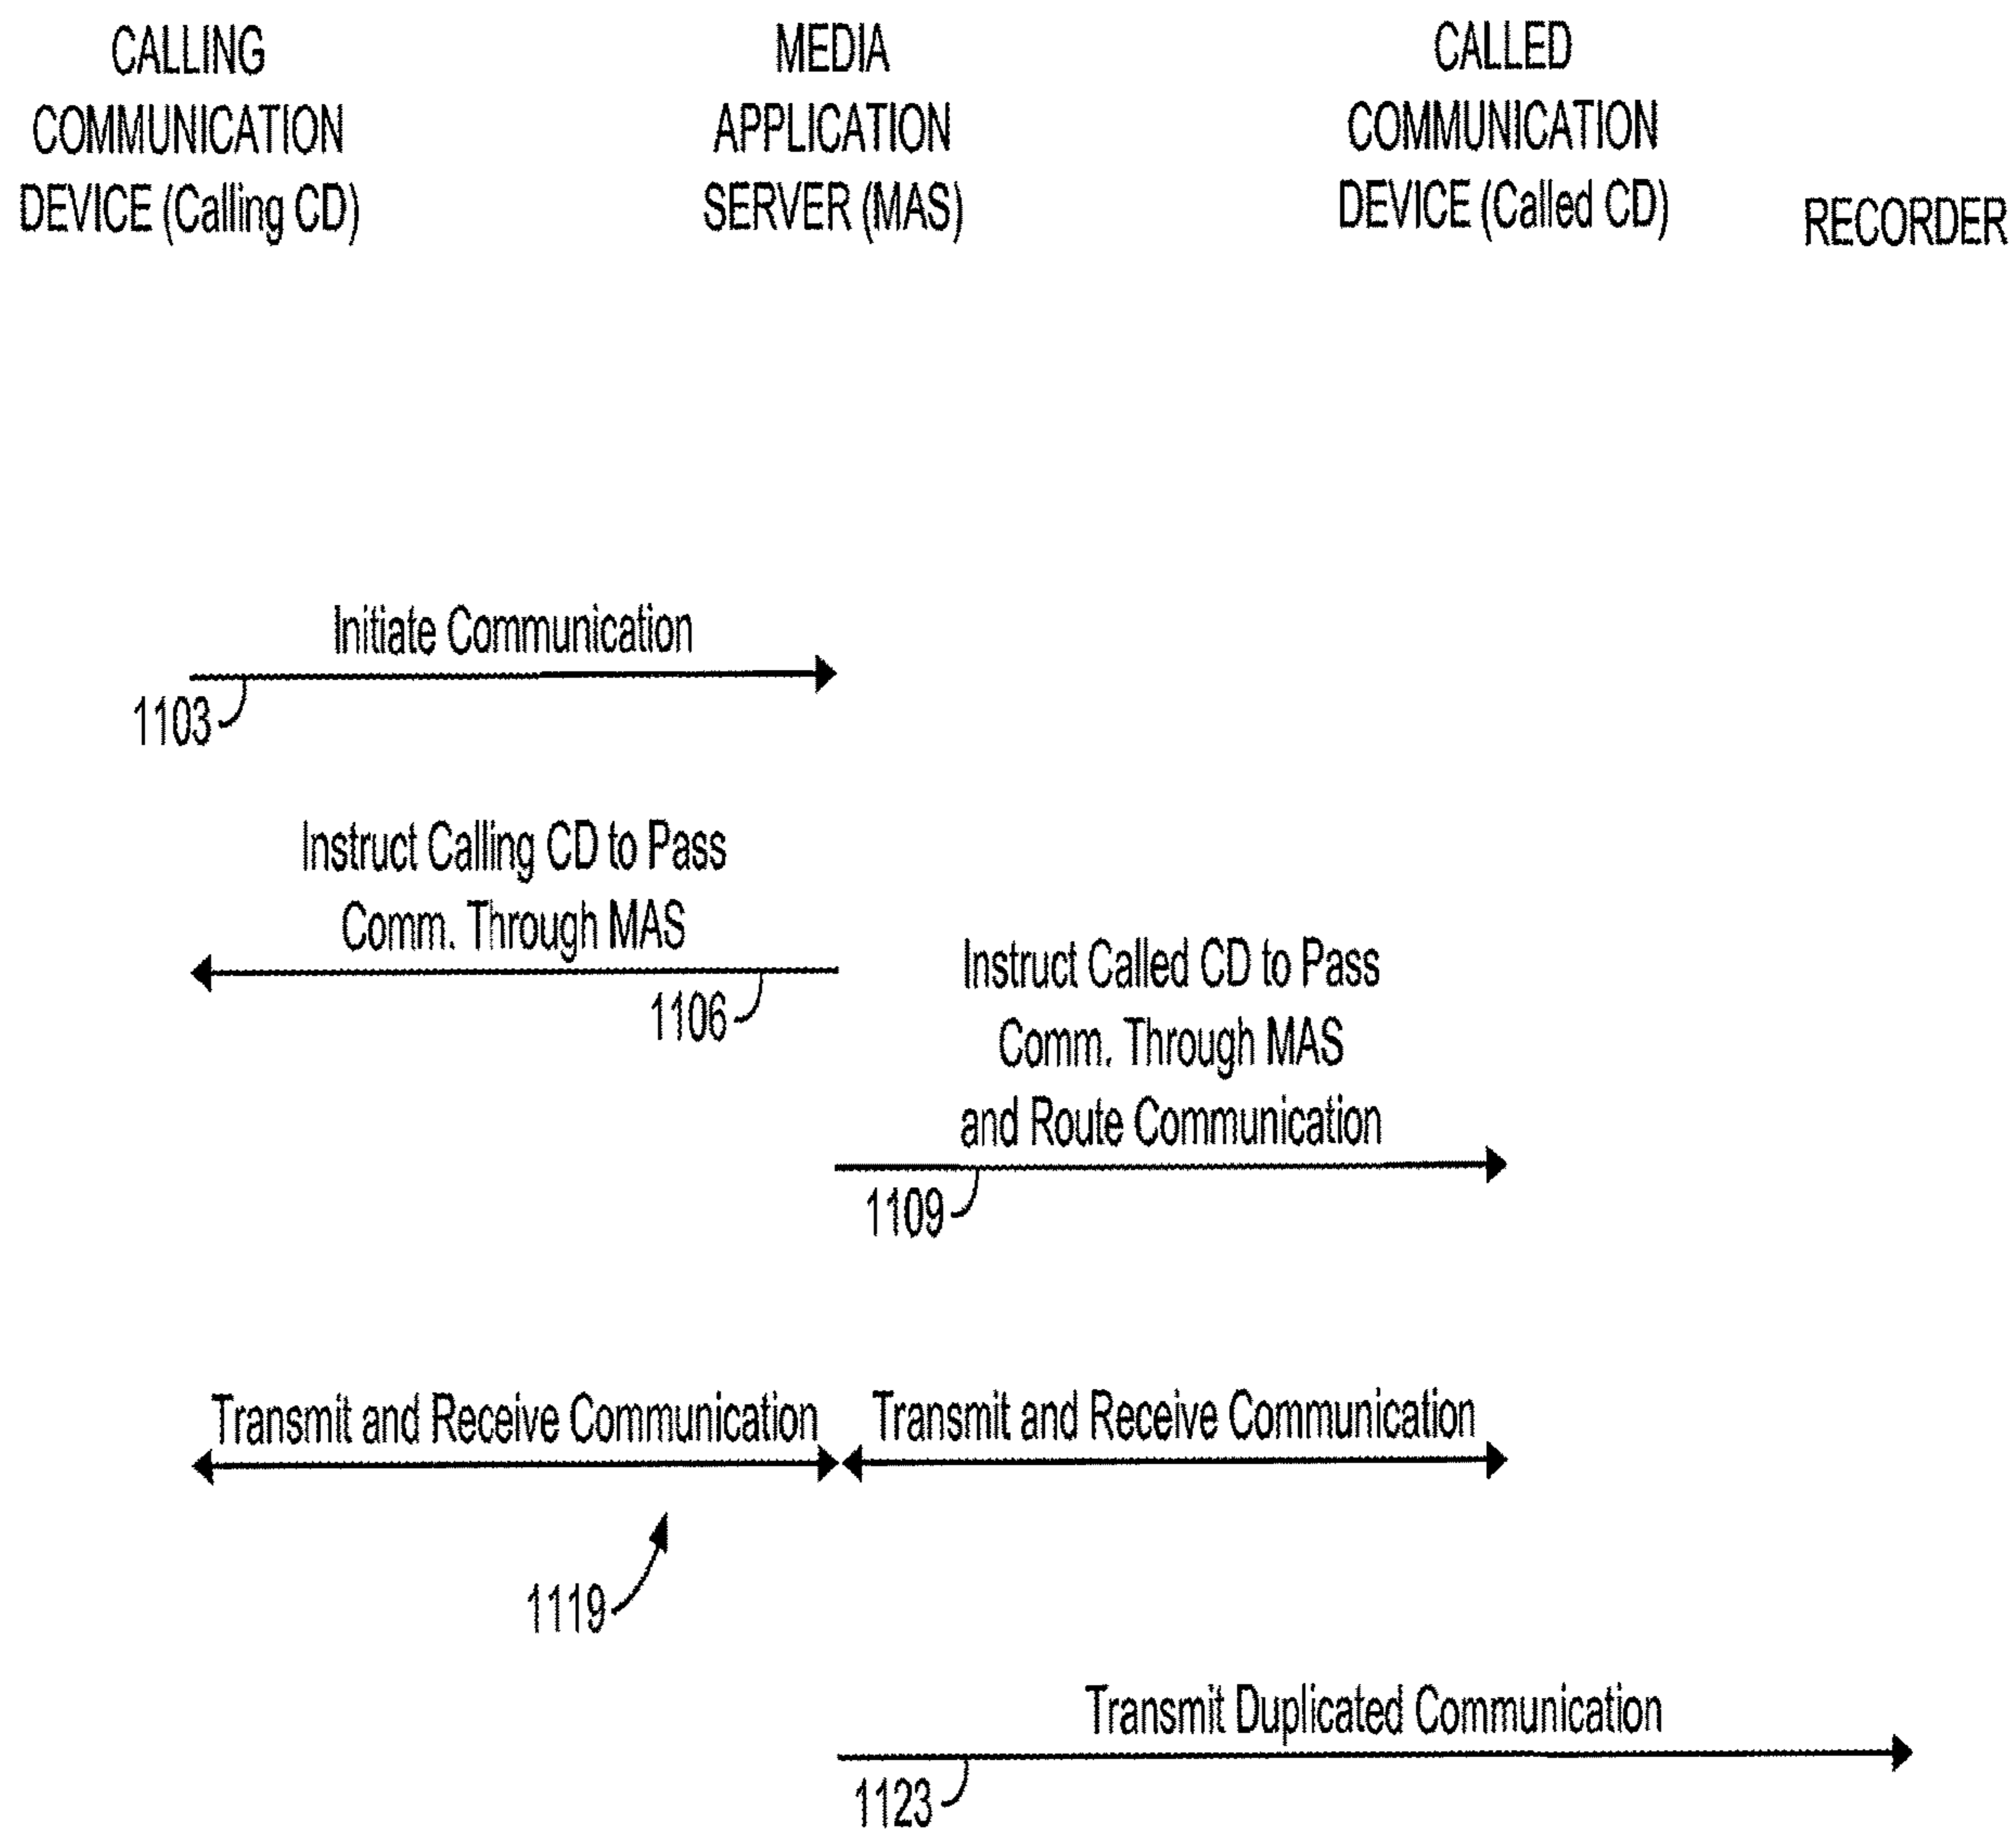 CALLING
COMMUNICATION
DEVICE (Calling CD)
MEDIA
APPLICATION
SERVER (MAS)
CALLED
COMMUNICATION
DEVICE (Called CD)
RECORDER
Initiate Communication
1103
Instruct Calling CD to Pass
Comm. Through MAS
1106
Instruct Called CD to Pass
Comm. Through MAS
and Route Communication
1109
Transmit and Receive Communication
Transmit and Receive Communication
1119
Transmit Duplicated Communication
1123